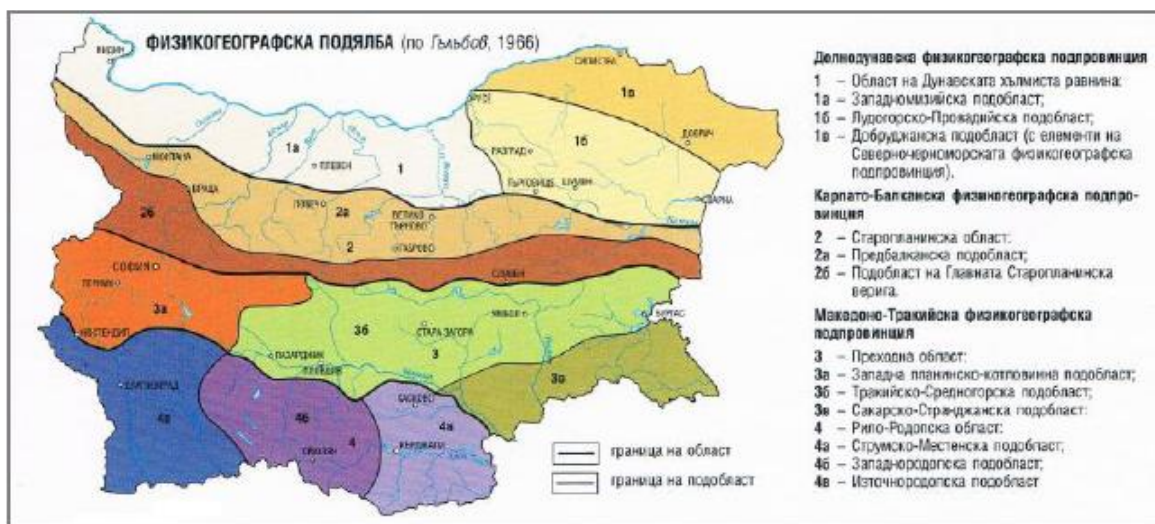 ФИЗИКОГЕОГРАФСКА ПОДЯЛБА (по Гълъбов, 1966)
ВИДИН
СИЛИСТРА
1в
РУСЕ
ДОБРИЧ
1б
РАЗГРАД
1а
ПЛЕВЕН
1
МОНТАНА
ВРАЦА
ТЪРГОВИЩЕ
ШУМЕН
ВАРНА
ЛОВЕЧ
2а
ВЕЛИКО
ТЪРНОВО
2б
2
ГАБРОВО
СОФИЯ
СЛИВЕН
ПЕРНИК
3а
КЮСТЕНДИЛ
3б
ЯМБОЛ
БУРГАС
СТАРА ЗАГОРА
3
ПАЗАРДЖИК
ПЛОВДИВ
3в
БЛАГОЕВГРАД
ХАСКОВО
4а
4б
4
4в
СМОЛЯН
КЪРДЖАЛИ
граница на област
граница на подобласт
Долнодунавска физикогеографска подпровинция
1 – Област на Дунавската хълмиста равнина:
1а – Западномизийска подобласт;
1б – Лудогорско-Провадийска подобласт;
1в – Добруджанска подобласт (с елементи на
Северночерноморската физикогеографска
подпровинция).
Карпато-Балканска физикогеографска подпро-
винция
2 – Старопланинска област:
2а – Предбалканска подобласт;
2б – Подобласт на Главната Старопланинска
верига.
Македоно-Тракийска физикогеографска
подпровинция
3 – Преходна област:
3а – Западна планинско-котловинна подобласт;
3б – Тракийско-Средногорска подобласт;
3в – Сакарско-Странджанска подобласт:
4 – Рило-Родопска област:
4а – Струмско-Местенска подобласт;
4б – Западнородопска подобласт;
4в – Източнородопска подобласт